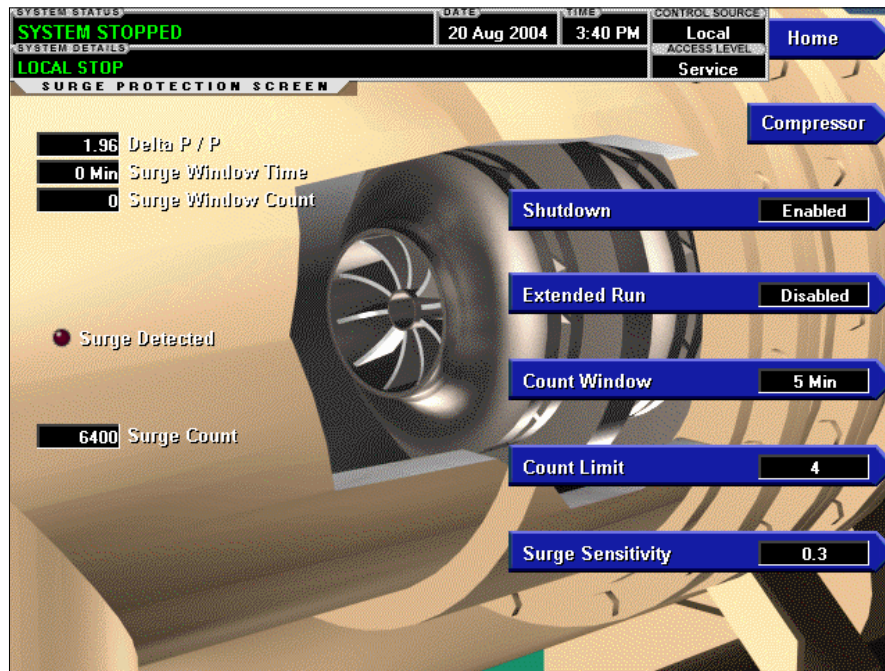 SYSTEM STATUS
SYSTEM STOPPED
DATE
20 Aug 2004
TIME
3:40 PM
CONTROL SOURCE
Local
SYSTEM DETAILS
LOCAL STOP
ACCESS LEVEL
Service
Home
SURGE PROTECTION SCREEN
Compressor
1.96 Delta P / P
0 Min Surge Window Time
0 Surge Window Count
Shutdown Enabled
Extended Run Disabled
Surge Detected
Count Window 5 Min
6400 Surge Count
Count Limit 4
Surge Sensitivity 0.3